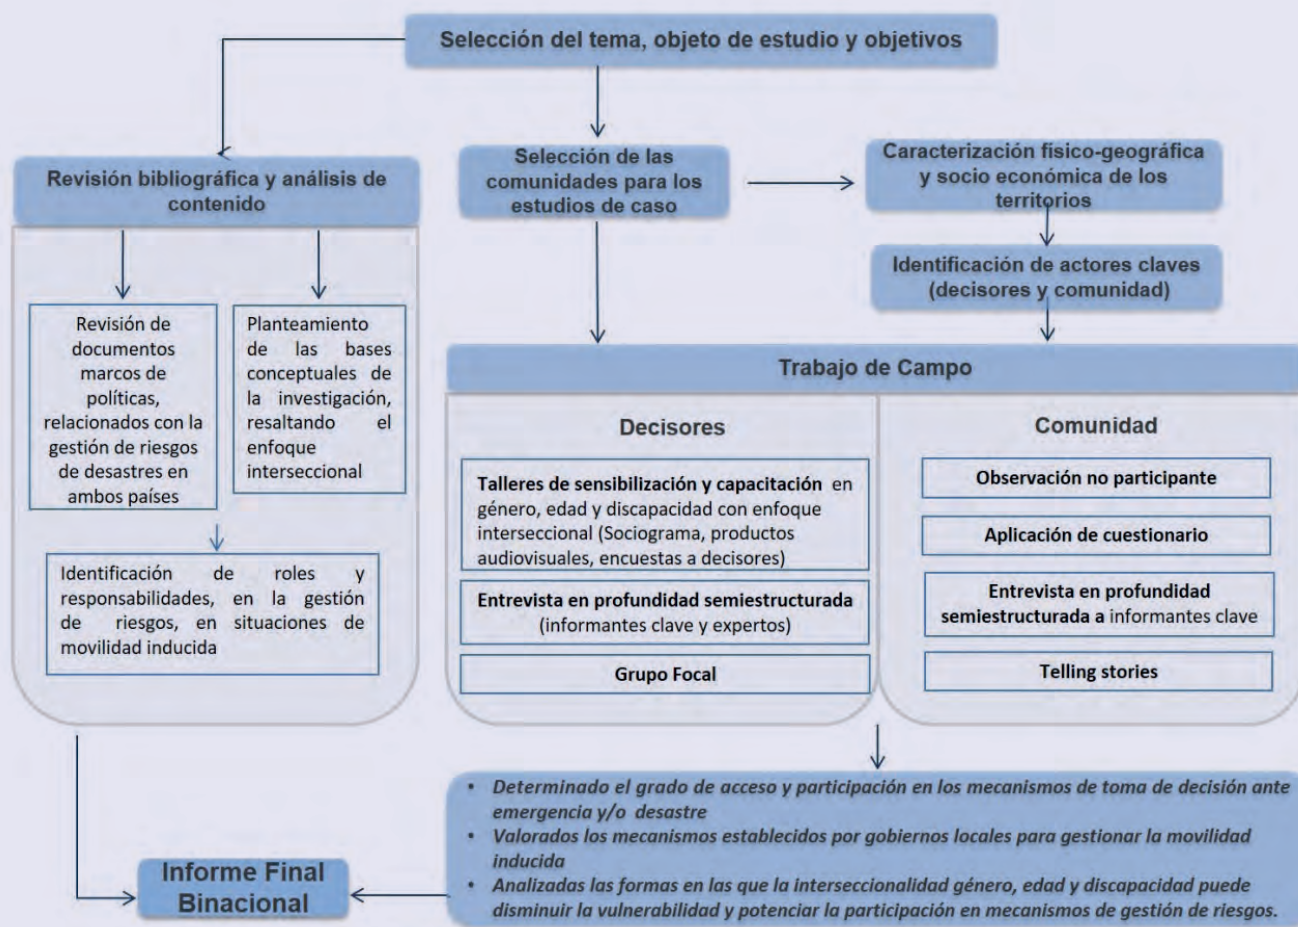 Selección del tema, objeto de estudio y objetivos
Revisión bibliográfica y análisis de
contenido
Selección de las
comunidades para los
estudios de caso
Caracterización físico-geográfica
y socio económica de los
territorios
Identificación de actores claves
(decisores y comunidad)
Revisión de
documentos
marcos de
políticas,
relacionados con la
gestión de riesgos
de desastres en
ambos países
Planteamiento
de las bases
conceptuales de
la investigación,
resaltando el
enfoque
interseccional
Identificación de roles y
responsabilidades, en la gestión
de riesgos, en situaciones de
movilidad inducida
Trabajo de Campo
Decisores
Talleres de sensibilización y capacitación en
género, edad y discapacidad con enfoque
interseccional (Sociograma, productos
audiovisuales, encuestas a decisores)
Entrevista en profundidad semiestructurada
(informantes clave y expertos)
Grupo Focal
Comunidad
Observación no participante
Aplicación de cuestionario
Entrevista en profundidad
semiestructurada a informantes clave
Telling stories
• Determinado el grado de acceso y participación en los mecanismos de toma de decisión ante
emergencia y/o desastre
• Valorados los mecanismos establecidos por gobiernos locales para gestionar la movilidad
inducida
• Analizadas las formas en las que la interseccionalidad género, edad y discapacidad puede
disminuir la vulnerabilidad y potenciar la participación en mecanismos de gestión de riesgos.
Informe Final
Binacional